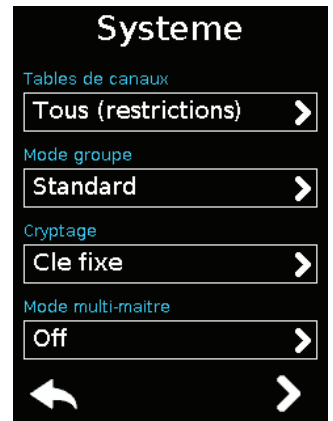 Systeme
Tables de canaux
Tous (restrictions)
Mode groupe
Standard
Cryptage
Cle fixe
Mode multi-maitre
Off